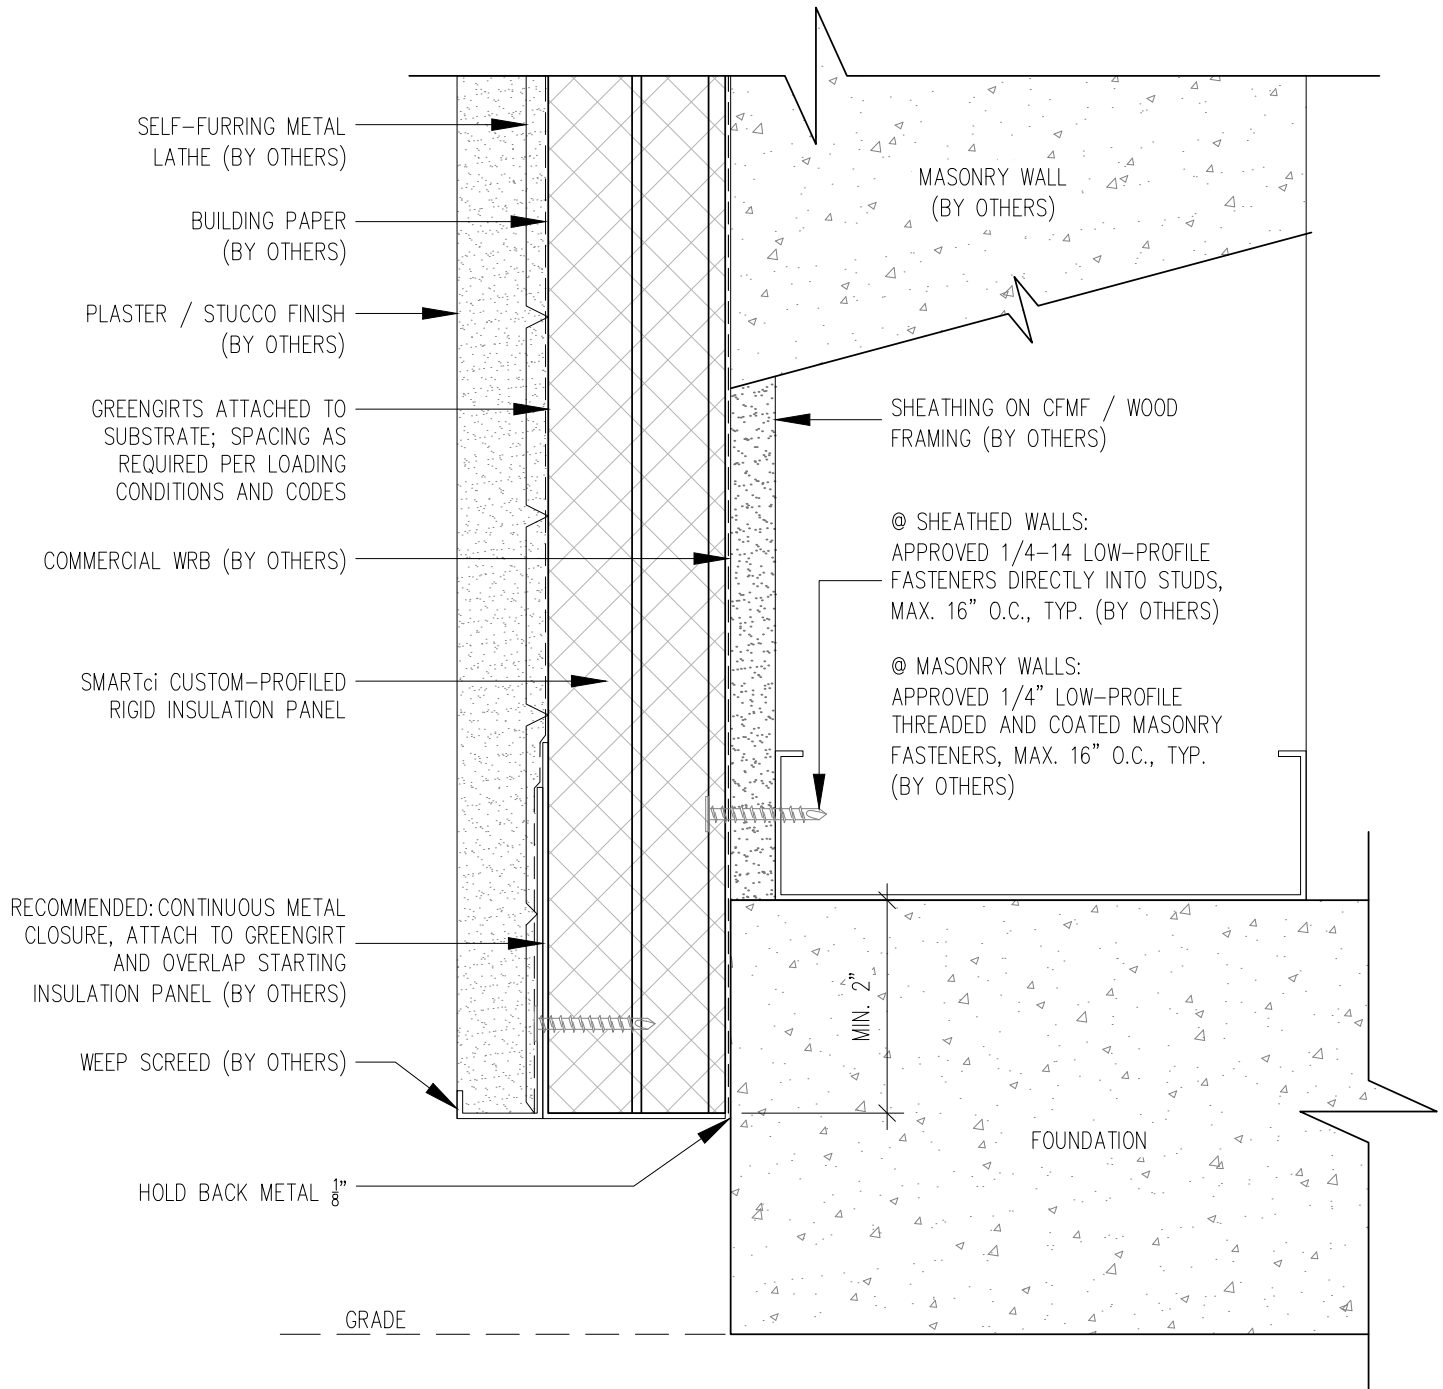 SELF-FURRING METAL
LATHE (BY OTHERS)
BUILDING PAPER
(BY OTHERS)
PLASTER / STUCCO FINISH
(BY OTHERS)
GREENGIRTS ATTACHED TO
SUBSTRATE; SPACING AS
REQUIRED PER LOADING
CONDITIONS AND CODES
COMMERCIAL WRB (BY OTHERS)
SMARTci CUSTOM-PROFILED
RIGID INSULATION PANEL
RECOMMENDED: CONTINUOUS METAL
CLOSURE, ATTACH TO GREENGIRT
AND OVERLAP STARTING
INSULATION PANEL (BY OTHERS)
WEEP SCREED (BY OTHERS)
HOLD BACK METAL 1/8"
GRADE
MASONRY WALL
(BY OTHERS)
SHEATHING ON CFMF / WOOD
FRAMING (BY OTHERS)
@ SHEATHED WALLS:
APPROVED 1/4-14 LOW-PROFILE
FASTENERS DIRECTLY INTO STUDS,
MAX. 16" O.C., TYP. (BY OTHERS)
@ MASONRY WALLS:
APPROVED 1/4" LOW-PROFILE
THREADED AND COATED MASONRY
FASTENERS, MAX. 16" O.C., TYP.
(BY OTHERS)
MIN. 2"
FOUNDATION